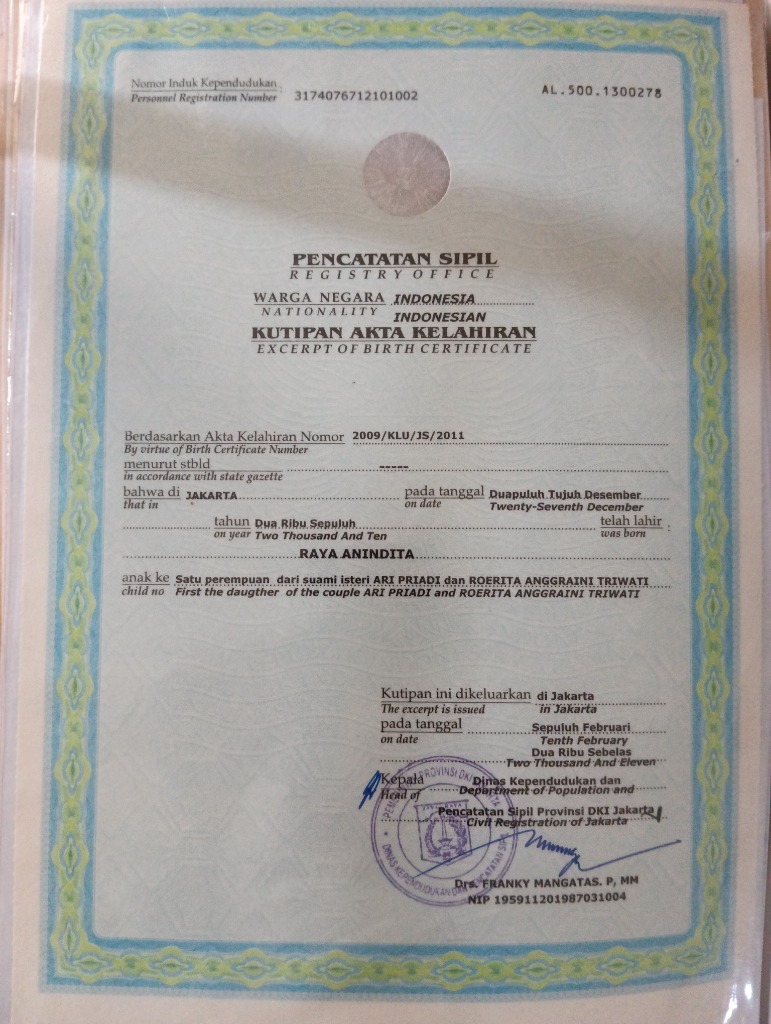 Nomor Induk Kependudukan
Personnel Registration Number 3174076712101002
AL.500.1300278
PENCATATAN SIPIL
REGISTRY OFFICE
WARGA NEGARA INDONESIA
NATIONALITY INDONESIAN
KUTIPAN AKTA KELAHIRAN
EXCERPT OF BIRTH CERTIFICATE
Berdasarkan Akta Kelahiran Nomor 2009/KLU/JS/2011
By virtue of Birth Certificate Number
menurut stbld -----
in accordance with state gazette
bahwa di JAKARTA pada tanggal Duapuluh Tujuh Desember
that in on date Twenty-Seventh December
tahun Dua Ribu Sepuluh telah lahir :
on year Two Thousand And Ten was born
RAYA ANINDITA
anak ke Satu perempuan dari suami isteri ARI PRIADI dan ROERITA ANGGRAINI TRIWATI
child no First the daugther of the couple ARI PRIADI and ROERITA ANGGRAINI TRIWATI
Kutipan ini dikeluarkan di Jakarta
The excerpt is issued in Jakarta
pada tanggal Sepuluh Februari
on date Tenth February
Dua Ribu Sebelas
Two Thousand And Eleven
Kepala Dinas Kependudukan dan
Head of Department of Population and
Pencatatan Sipil Provinsi DKI Jakarta
Civil Registration of Jakarta
PROVINSI DKI
DINAS KEPENDUDUKAN DAN PENCATATAN SIPIL
Drs. FRANKY MANGATAS. P, MM
NIP 195911201987031004